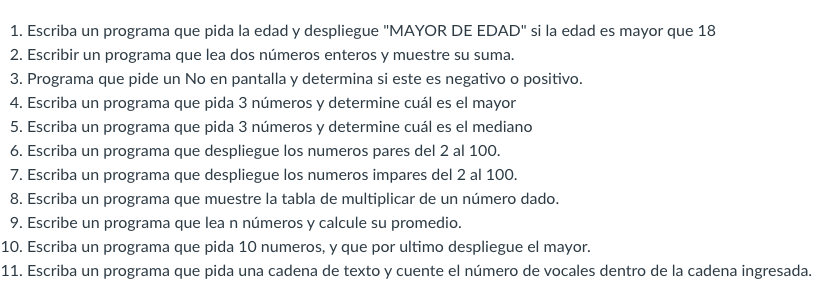 1. Escriba un programa que pida la edad y despliegue "MAYOR DE EDAD" si la edad es mayor que 18
2. Escribir un programa que lea dos números enteros y muestre su suma.
3. Programa que pide un No en pantalla y determina si este es negativo o positivo.
4. Escriba un programa que pida 3 números y determine cuál es el mayor
5. Escriba un programa que pida 3 números y determine cuál es el mediano
6. Escriba un programa que despliegue los numeros pares del 2 al 100.
7. Escriba un programa que despliegue los numeros impares del 2 al 100.
8. Escriba un programa que muestre la tabla de multiplicar de un número dado.
9. Escribe un programa que lea n números y calcule su promedio.
10. Escriba un programa que pida 10 numeros, y que por ultimo despliegue el mayor.
11. Escriba un programa que pida una cadena de texto y cuente el número de vocales dentro de la cadena ingresada.